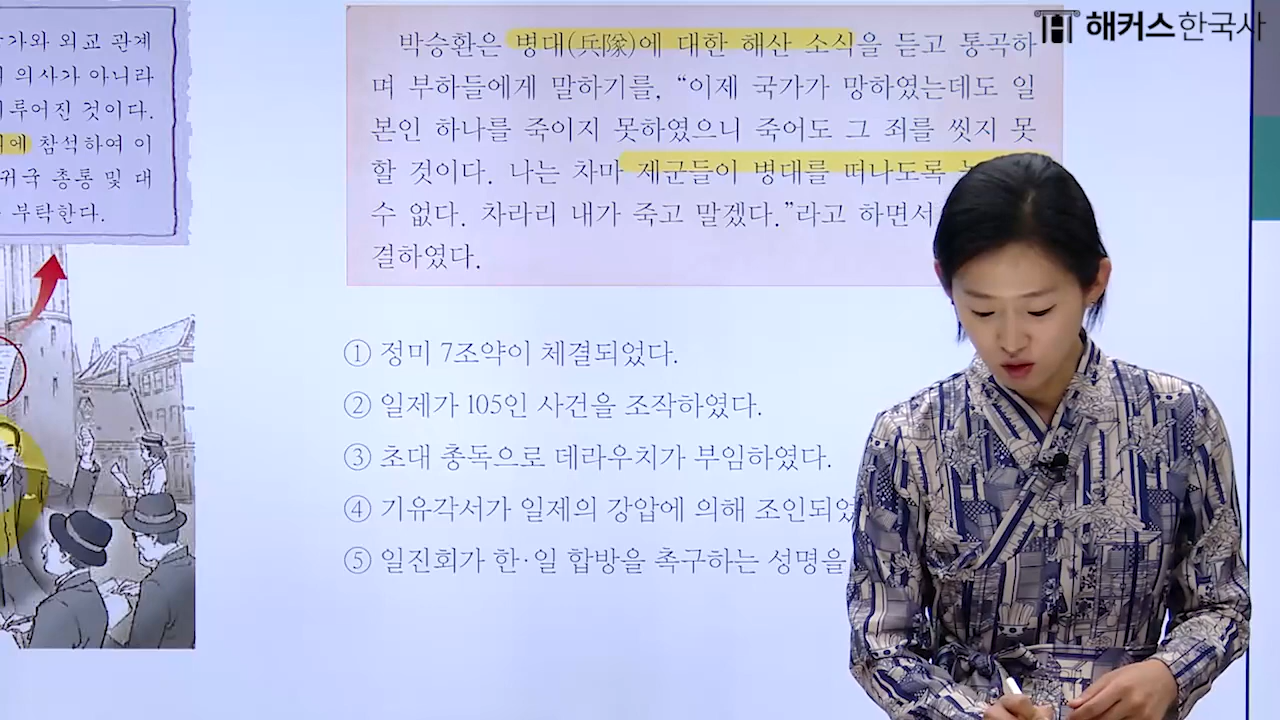 해커스한국사
가와 외교 관계
의사가 아니라
루어진 것이다.
에 참석하여 이
귀국 총통 및 대
부탁한다.
박승환은 병대(兵隊)에 대한 해산 소식을 듣고 통곡하
며 부하들에게 말하기를, “이제 국가가 망하였는데도 일
본인 하나를 죽이지 못하였으니 죽어도 그 죄를 씻지 못
할 것이다. 나는 차마 제군들이 병대를 떠나도록
수 없다. 차라리 내가 죽고 말겠다.”라고 하면서
결하였다.
① 정미 7조약이 체결되었다.
② 일제가 105인 사건을 조작하였다.
③ 초대 총독으로 데라우치가 부임하였다.
④ 기유각서가 일제의 강압에 의해 조인되었
⑤ 일진회가 한·일 합방을 촉구하는 성명을